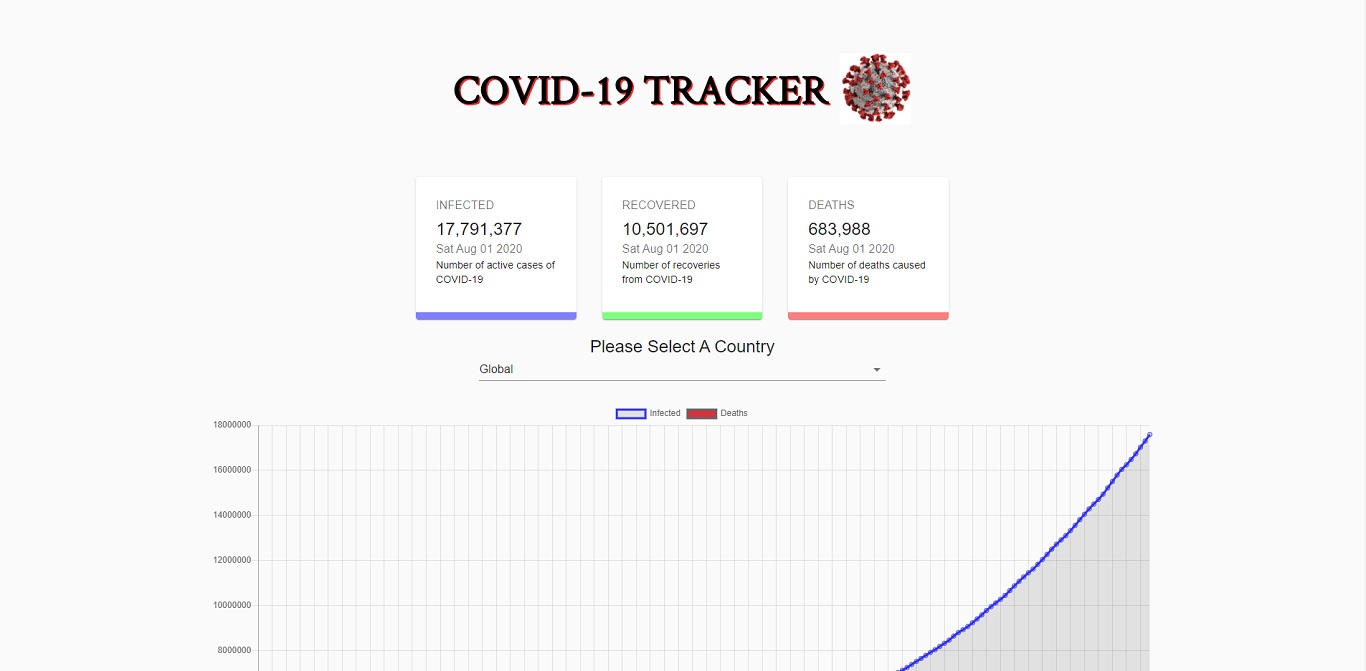 COVID-19 TRACKER
INFECTED
17,791,377
Sat Aug 01 2020
Number of active cases of
COVID-19
RECOVERED
10,501,697
Sat Aug 01 2020
Number of recoveries
from COVID-19
DEATHS
683,988
Sat Aug 01 2020
Number of deaths caused
by COVID-19
Please Select A Country
Global
Infected
Deaths
18000000
16000000
14000000
12000000
10000000
8000000